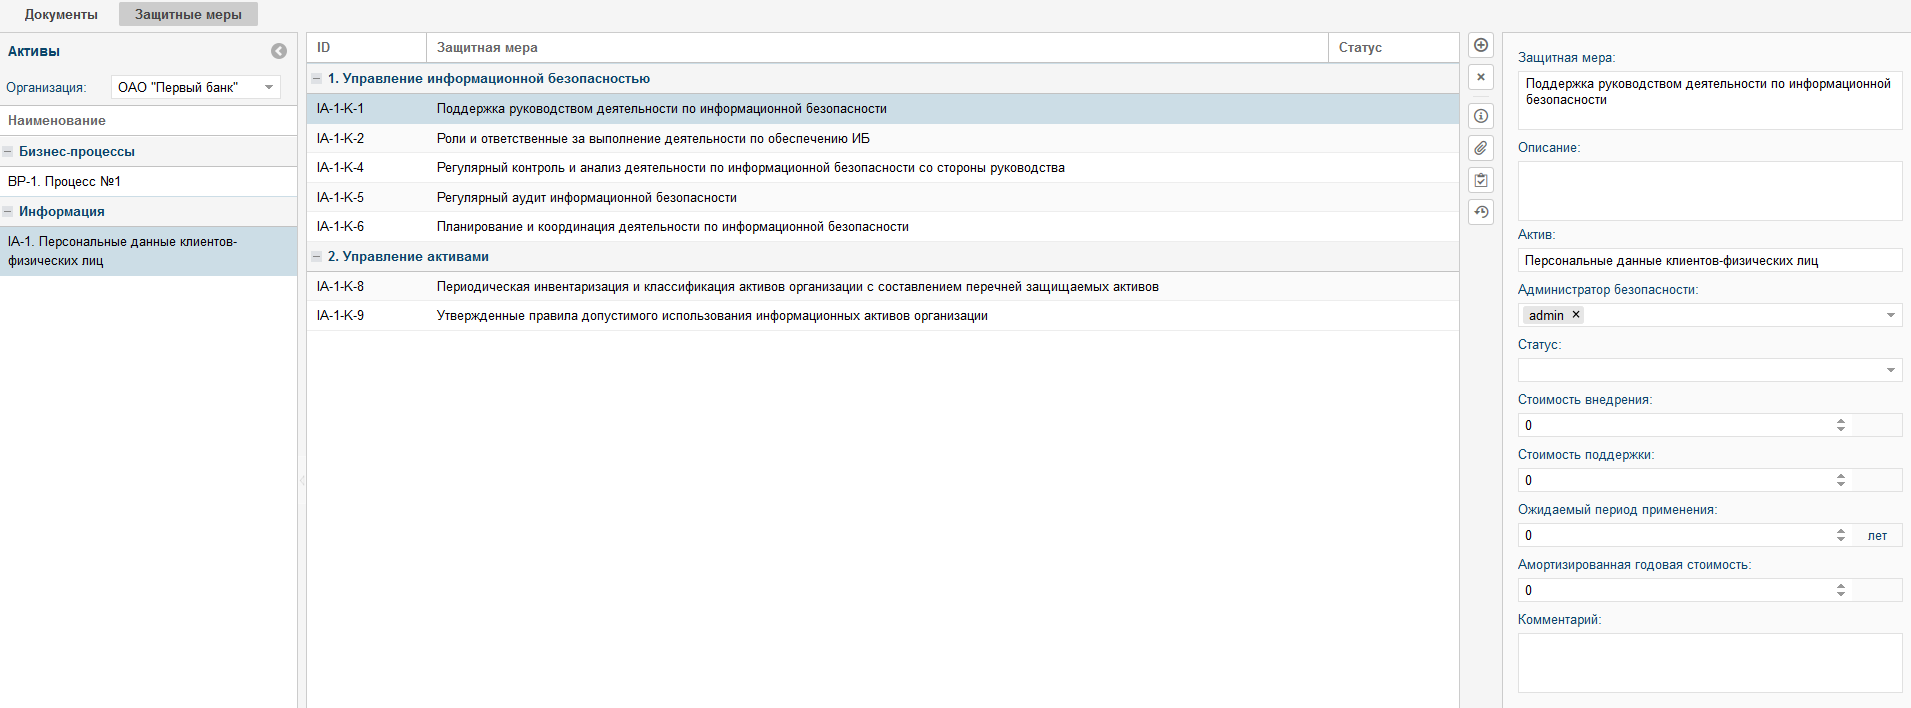 Документы Защитные меры
Активы
Организация: ОАО "Первый банк"
Наименование
Бизнес-процессы
BP-1. Процесс №1
Информация
IA-1. Персональные данные клиентов-
физических лиц
ID Защитная мера Статус
1. Управление информационной безопасностью
IA-1-K-1 Поддержка руководством деятельности по информационной безопасности
IA-1-K-2 Роли и ответственные за выполнение деятельности по обеспечению ИБ
IA-1-K-4 Регулярный контроль и анализ деятельности по информационной безопасности со стороны руководства
IA-1-K-5 Регулярный аудит информационной безопасности
IA-1-K-6 Планирование и координация деятельности по информационной безопасности
2. Управление активами
IA-1-K-8 Периодическая инвентаризация и классификация активов организации с составлением перечней защищаемых активов
IA-1-K-9 Утвержденные правила допустимого использования информационных активов организации
Защитная мера:
Поддержка руководством деятельности по информационной
безопасности
Описание:
Актив:
Персональные данные клиентов-физических лиц
Администратор безопасности:
admin
Статус:
Стоимость внедрения:
0
Стоимость поддержки:
0
Ожидаемый период применения:
0 лет
Амортизированная годовая стоимость:
0
Комментарий: